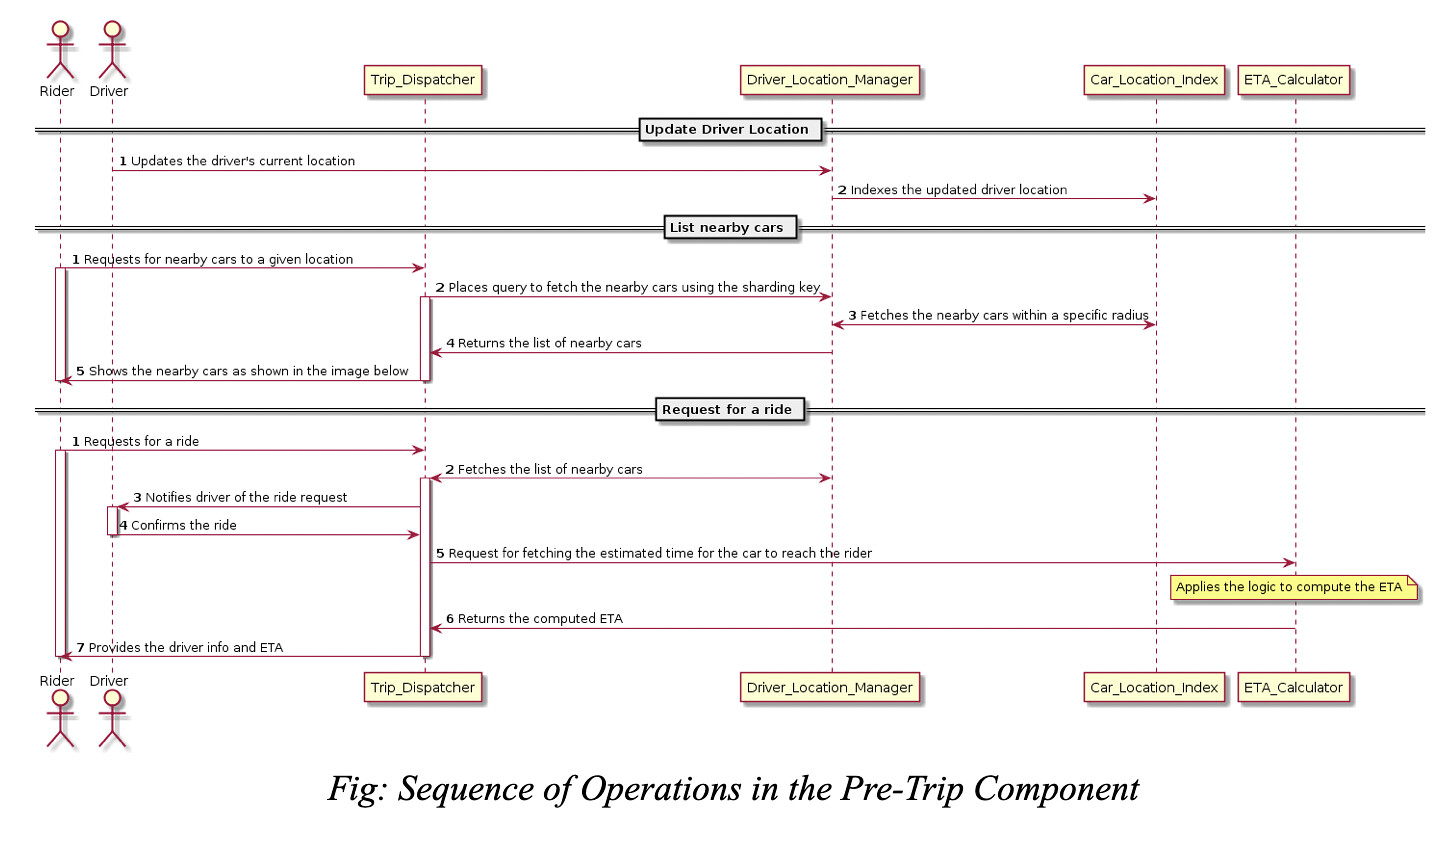 Rider Driver Trip_Dispatcher Driver_Location_Manager Car_Location_Index ETA_Calculator
Update Driver Location
1 Updates the driver's current location
2 Indexes the updated driver location
List nearby cars
1 Requests for nearby cars to a given location
2 Places query to fetch the nearby cars using the sharding key
3 Fetches the nearby cars within a specific radius
4 Returns the list of nearby cars
5 Shows the nearby cars as shown in the image below
Request for a ride
1 Requests for a ride
2 Fetches the list of nearby cars
3 Notifies driver of the ride request
4 Confirms the ride
5 Request for fetching the estimated time for the car to reach the rider
Applies the logic to compute the ETA
6 Returns the computed ETA
7 Provides the driver info and ETA
Rider Driver Trip_Dispatcher Driver_Location_Manager Car_Location_Index ETA_Calculator
Fig: Sequence of Operations in the Pre-Trip Component